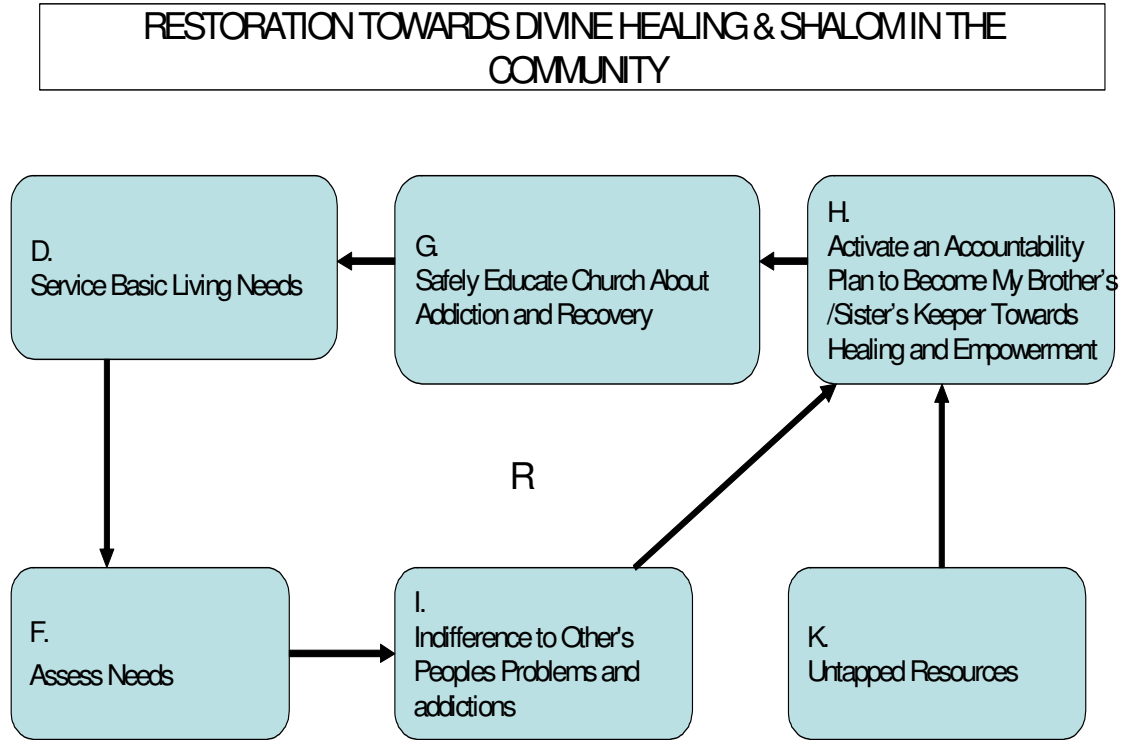 RESTORATION TOWARDS DIVINE HEALING & SHALOM IN THE
COMMUNITY
D.
Service Basic Living Needs
G.
Safely Educate Church About
Addiction and Recovery
H.
Activate an Accountability
Plan to Become My Brother's
/Sister's Keeper Towards
Healing and Empowerment
R
F.
Assess Needs
I.
Indifference to Other's
Peoples Problems and
addictions
K.
Untapped Resources